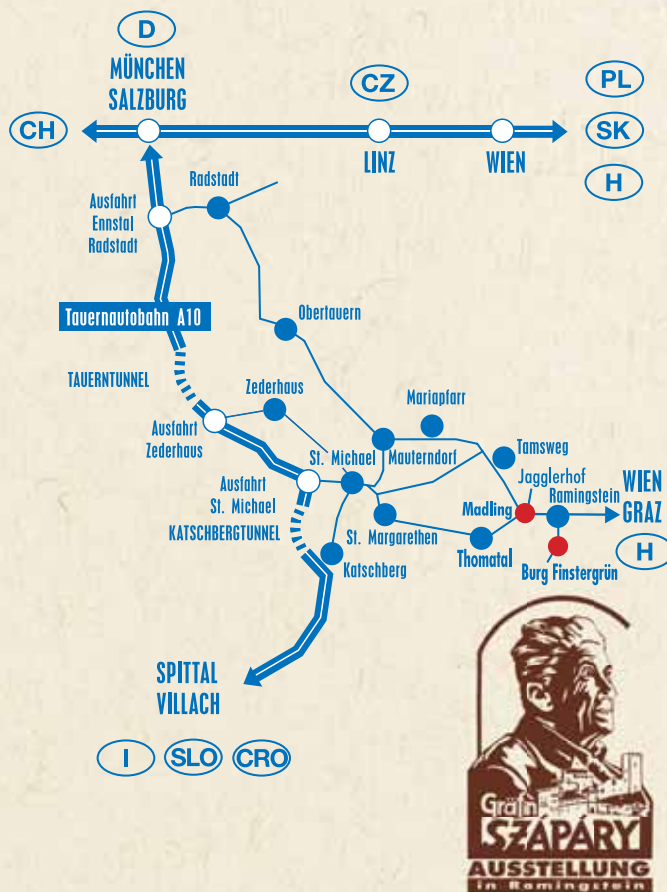 D
MÜNCHEN
SALZBURG
CH
CZ
PL
SK
H
LINZ
WIEN
Radstadt
Ausfahrt
Ennstal
Radstadt
Tauernautobahn A10
Obertauern
TAUERNTUNNEL
Zederhaus
Mariapfarr
Ausfahrt
Zederhaus
St. Michael
Mauterndorf
Tamsweg
Ausfahrt
St. Michael
Jagglerhof
Madling
Ramingstein
WIEN
GRAZ
H
KATSCHBERGTUNNEL
St. Margarethen
Thomatal
Katschberg
Burg Finstergrün
SPITTAL
VILLACH
I
SLO
CRO
Gräfin
SZÁPÁRY
AUSSTELLUNG
in Ramingstein